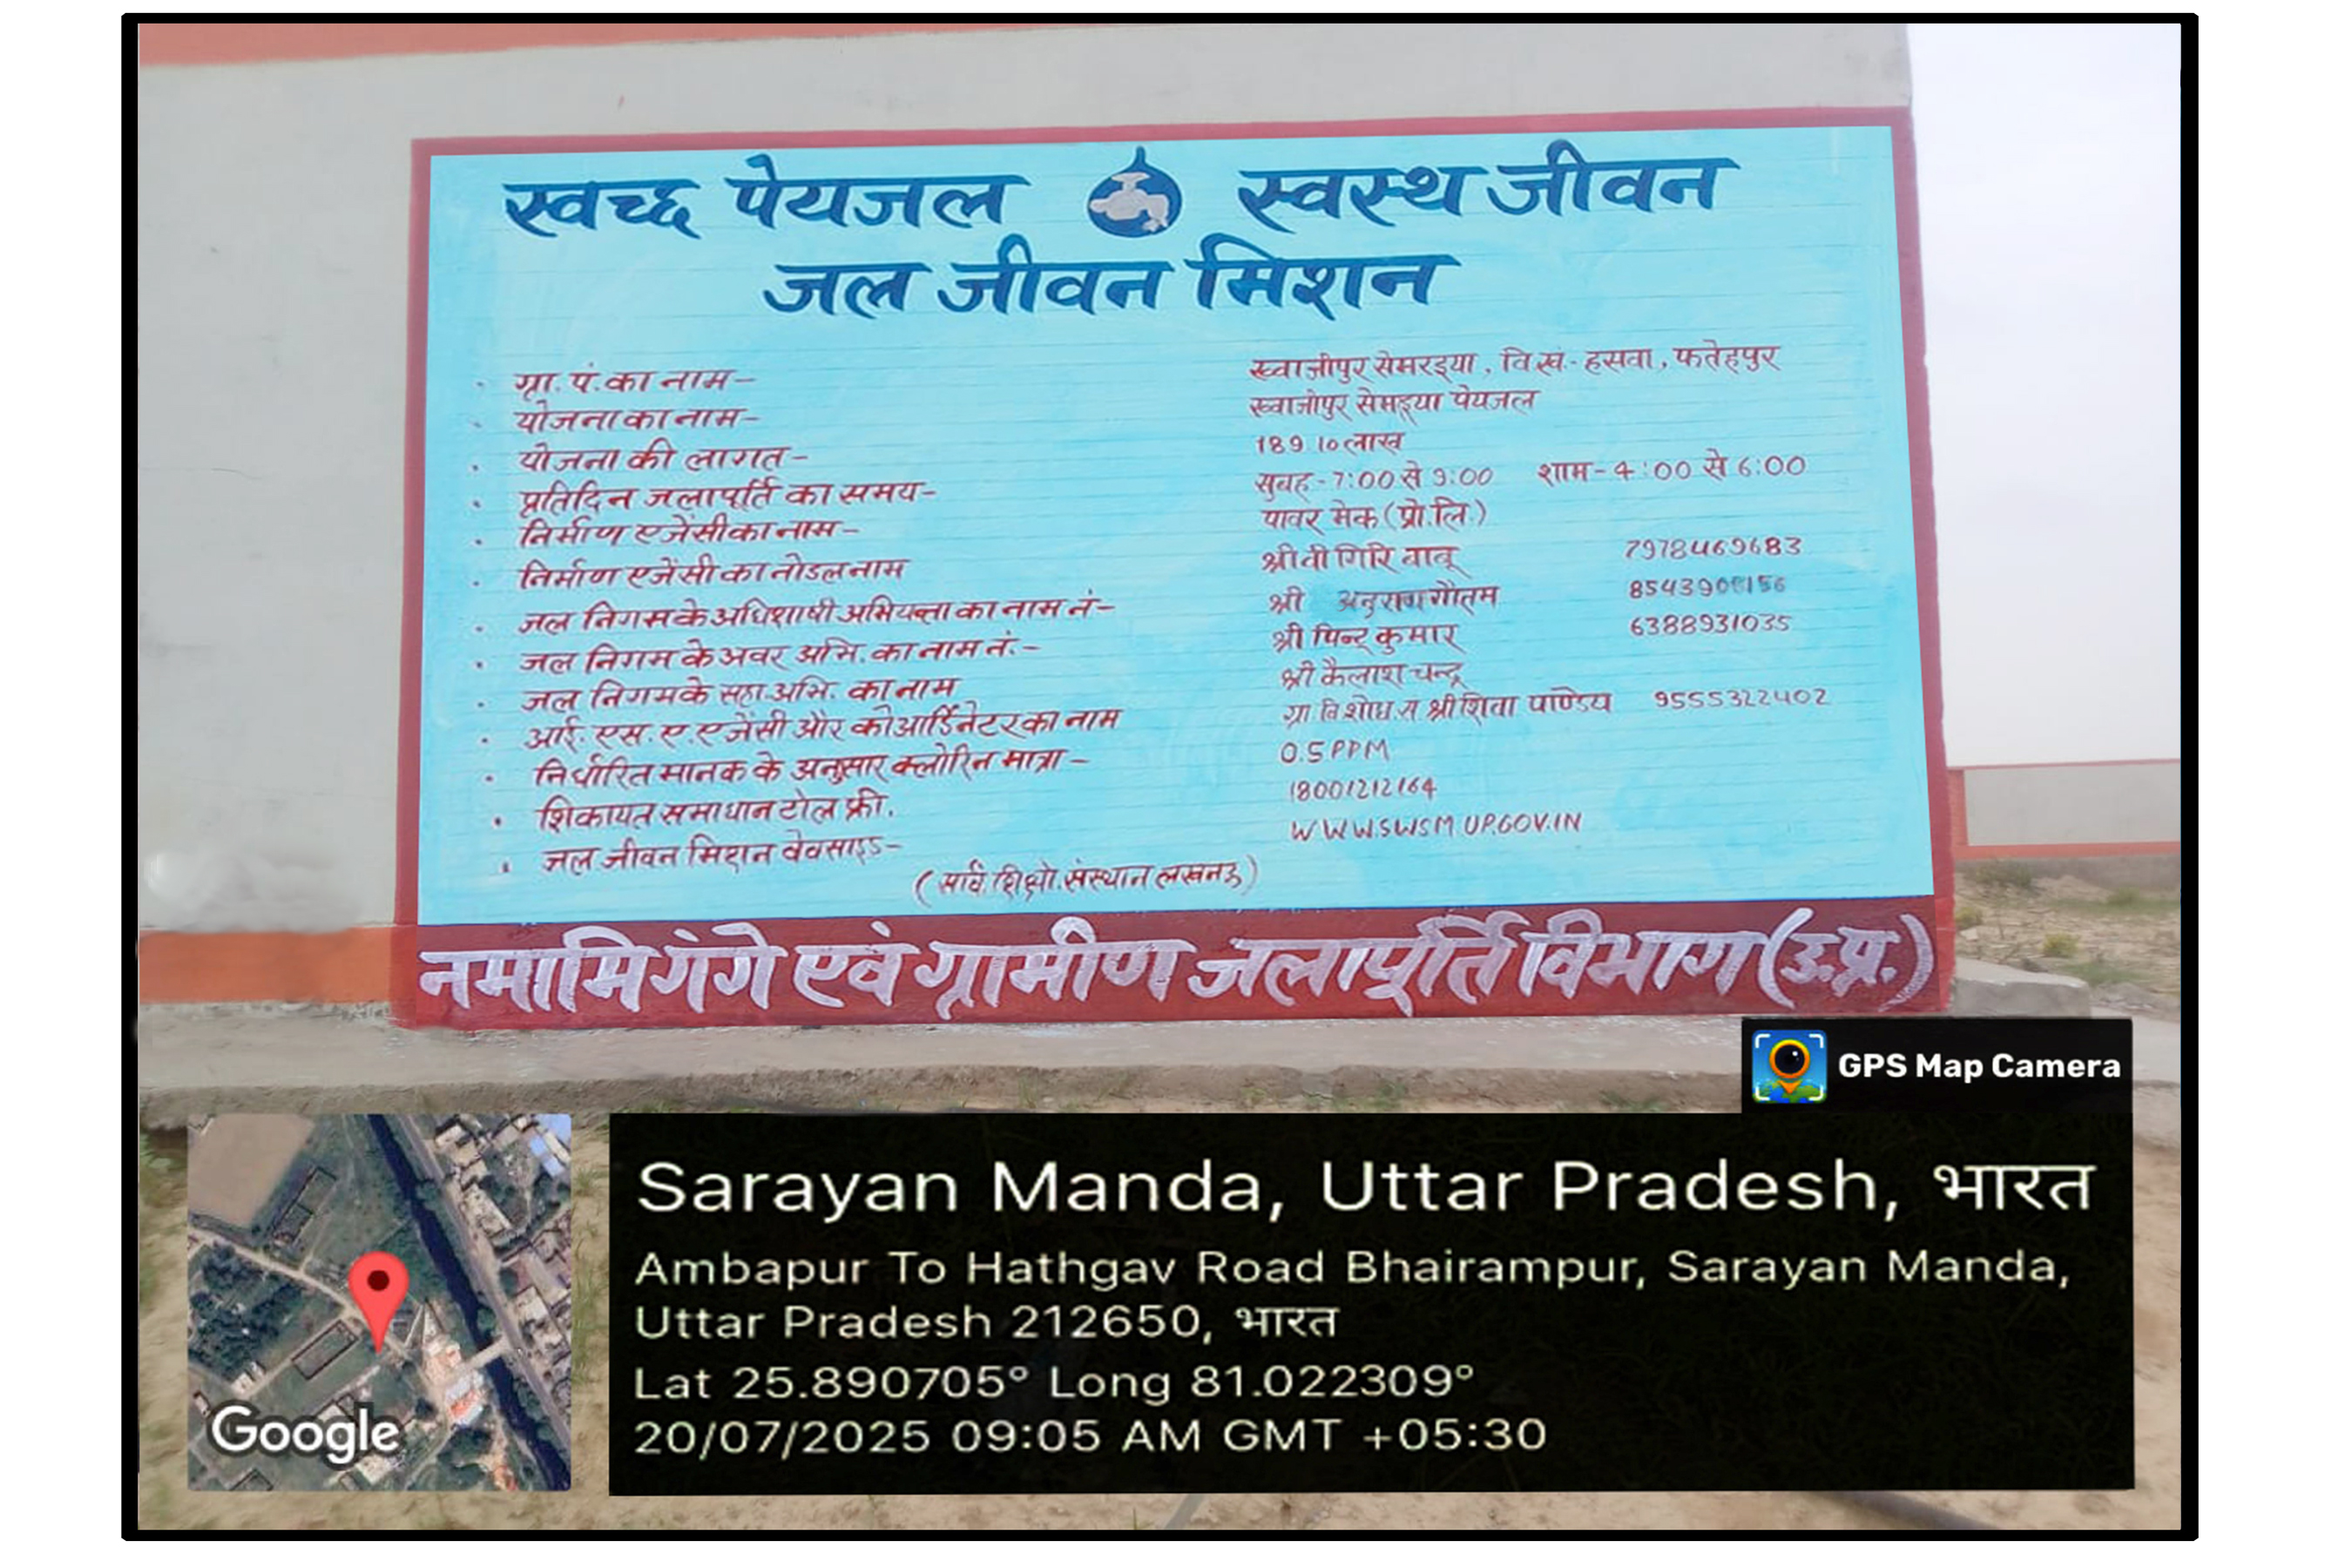 स्वच्छ पेयजल स्वस्थ जीवन
जल जीवन मिशन
ग्रा. पं. का नाम- ख्वाजीपुर सेमरइया, वि.खं.- हसवा, फतेहपुर
योजना का नाम- ख्वाजीपुर सेमइया पेयजल
योजना की लागत- 189.10 लाख
प्रतिदिन जलापूर्ति का समय- सुबह-7:00 से 9:00 शाम-4:00 से 6:00
निर्माण एजेंसी का नाम- पावर मेक (प्रो.लि.)
निर्माण एजेंसी का नोडल नाम श्री वी गिरि बाबू 7978469683
जल निगम के अधिशाषी अभियन्ता का नाम नं- श्री अनुराग गौतम
जल निगम के अवर अभि. का नाम नं.- श्री पिन्टू कुमार 6388931035
जल निगम के सहा. अभि. का नाम श्री कैलाश चन्द्र
आई. एस. ए. एजेंसी और कोआर्डिनेटर का नाम ग्रा वि शोध. सं श्री शिवा पाण्डेय 9555322402
निर्धारित मानक के अनुसार क्लोरिन मात्रा- 0.5 PPM
शिकायत समाधान टोल फ्री. 18001212164
जल जीवन मिशन वेवसाइड- WWW.SWSM.UP.GOV.IN
संस्थान लखनऊ)
नमामि गंगे एवं ग्रामीण जलापूर्ति विभाग (उ.प्र.)
GPS Map Camera
Sarayan Manda, Uttar Pradesh, भारत
Ambapur To Hathgav Road Bhairampur, Sarayan Manda,
Uttar Pradesh 212650, भारत
Lat 25.890705° Long 81.022309°
20/07/2025 09:05 AM GMT +05:30
Google